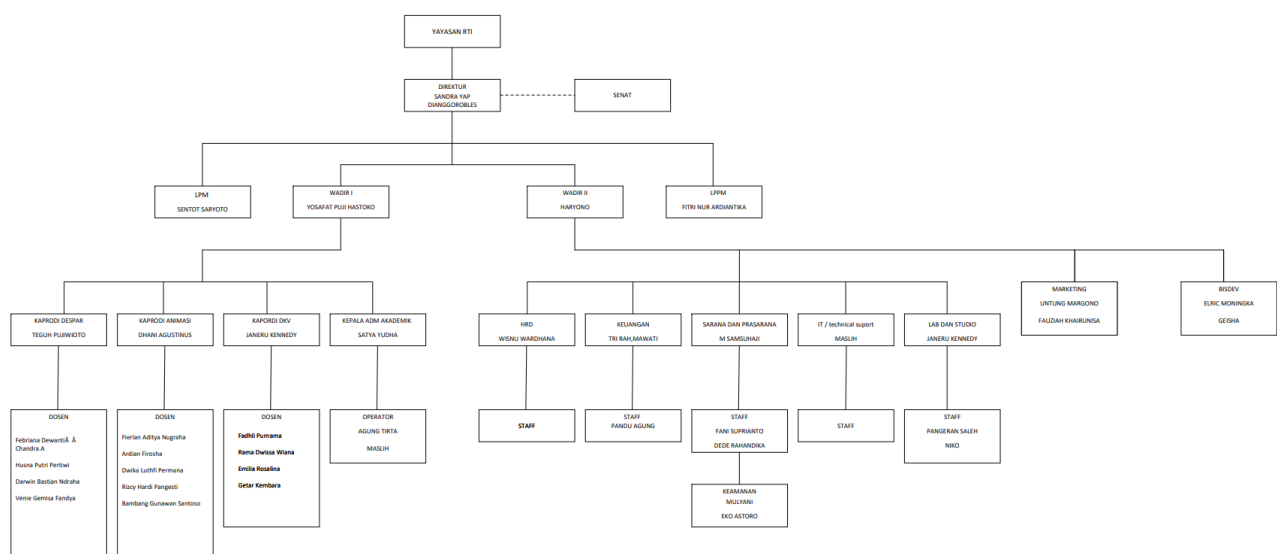 YAYASAN RTI
DIREKTUR
SANDRA YAP
DIANGGOROBLES
SENAT
LPM
SENTOT SARYOTO
WADIR I
YOSAFAT PUJI HASTOKO
WADIR II
HARYONO
LPPM
FITRI NUR ARDIANTIKA
KAPRODI DESPAR
TEGUH PUJIWIOTO
KAPRODI ANIMASI
DHANI AGUSTINUS
KAPORDI DKV
JANERU KENNEDY
KEPALA ADM AKADEMIK
SATYA YUDHA
HRD
WISNU WARDHANA
KEUANGAN
TRI RAH,MAWATI
SARANA DAN PRASARANA
M SAMSUHAJI
IT / technical suport
MASLIH
LAB DAN STUDIO
JANERU KENNEDY
MARKETING
UNTUNG MARGONO
FAUZIAH KHAIRUNISA
BISDEV
ELRIC MONINGKA
GEISHA
DOSEN
Febriana DewantiÂ Â
Chandra.A
Husna Putri Pertiwi
Darwin Bastian Ndraha
Venie Gemisa Fandya
DOSEN
Fierlan Aditya Nugraha
Ardian Firosha
Dwika Luthfi Permana
Rizcy Hardi Pangesti
Bambang Gunawan Santoso
DOSEN
Fadhli Purnama
Rama Dwissa Wiana
Emilia Rosalina
Getar Kembara
OPERATOR
AGUNG TIRTA
MASLIH
STAFF
STAFF
PANDU AGUNG
STAFF
FANI SUPRIANTO
DEDE RAHANDIKA
STAFF
STAFF
PANGERAN SALEH
NIKO
KEAMANAN
MULYANI
EKO ASTORO